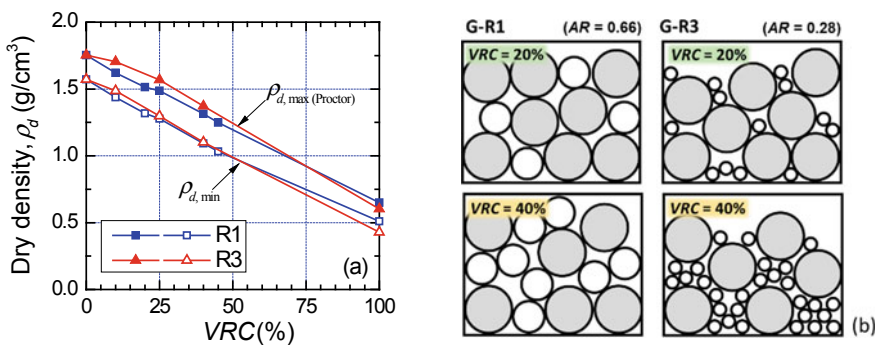 2.0
1.5
1.0
0.5
0.0
Dry density, ρd (g/cm³)
0 25 50 75 100
VRC(%)
ρd, max (Proctor)
ρd, min
R1
R3
(a)
G-R1 (AR = 0.66)
VRC = 20%
VRC = 40%
G-R3 (AR = 0.28)
VRC = 20%
VRC = 40%
(b)